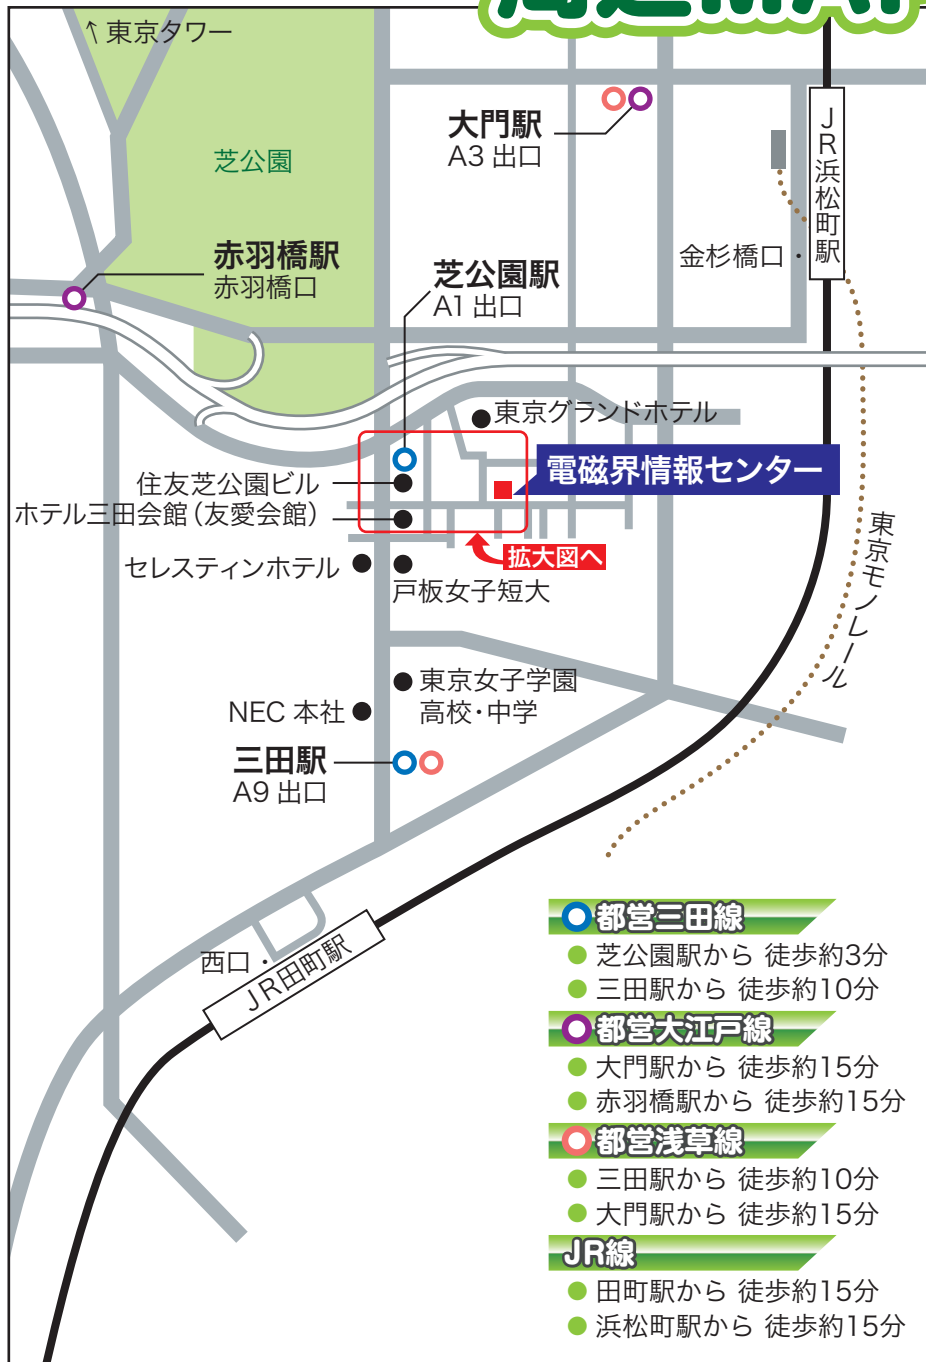 ↑東京タワー
大門駅
A3 出口
芝公園
JR浜松町駅
赤羽橋駅
赤羽橋口
芝公園駅
A1 出口
金杉橋口
東京グランドホテル
電磁界情報センター
住友芝公園ビル
ホテル三田会館(友愛会館)
拡大図へ
セレスティンホテル
戸板女子短大
東京モノレール
東京女子学園
高校・中学
NEC 本社
三田駅
A9 出口
西口
JR田町駅
都営三田線
芝公園駅から 徒歩約3分
三田駅から 徒歩約10分
都営大江戸線
大門駅から 徒歩約15分
赤羽橋駅から 徒歩約15分
都営浅草線
三田駅から 徒歩約10分
大門駅から 徒歩約15分
JR線
田町駅から 徒歩約15分
浜松町駅から 徒歩約15分